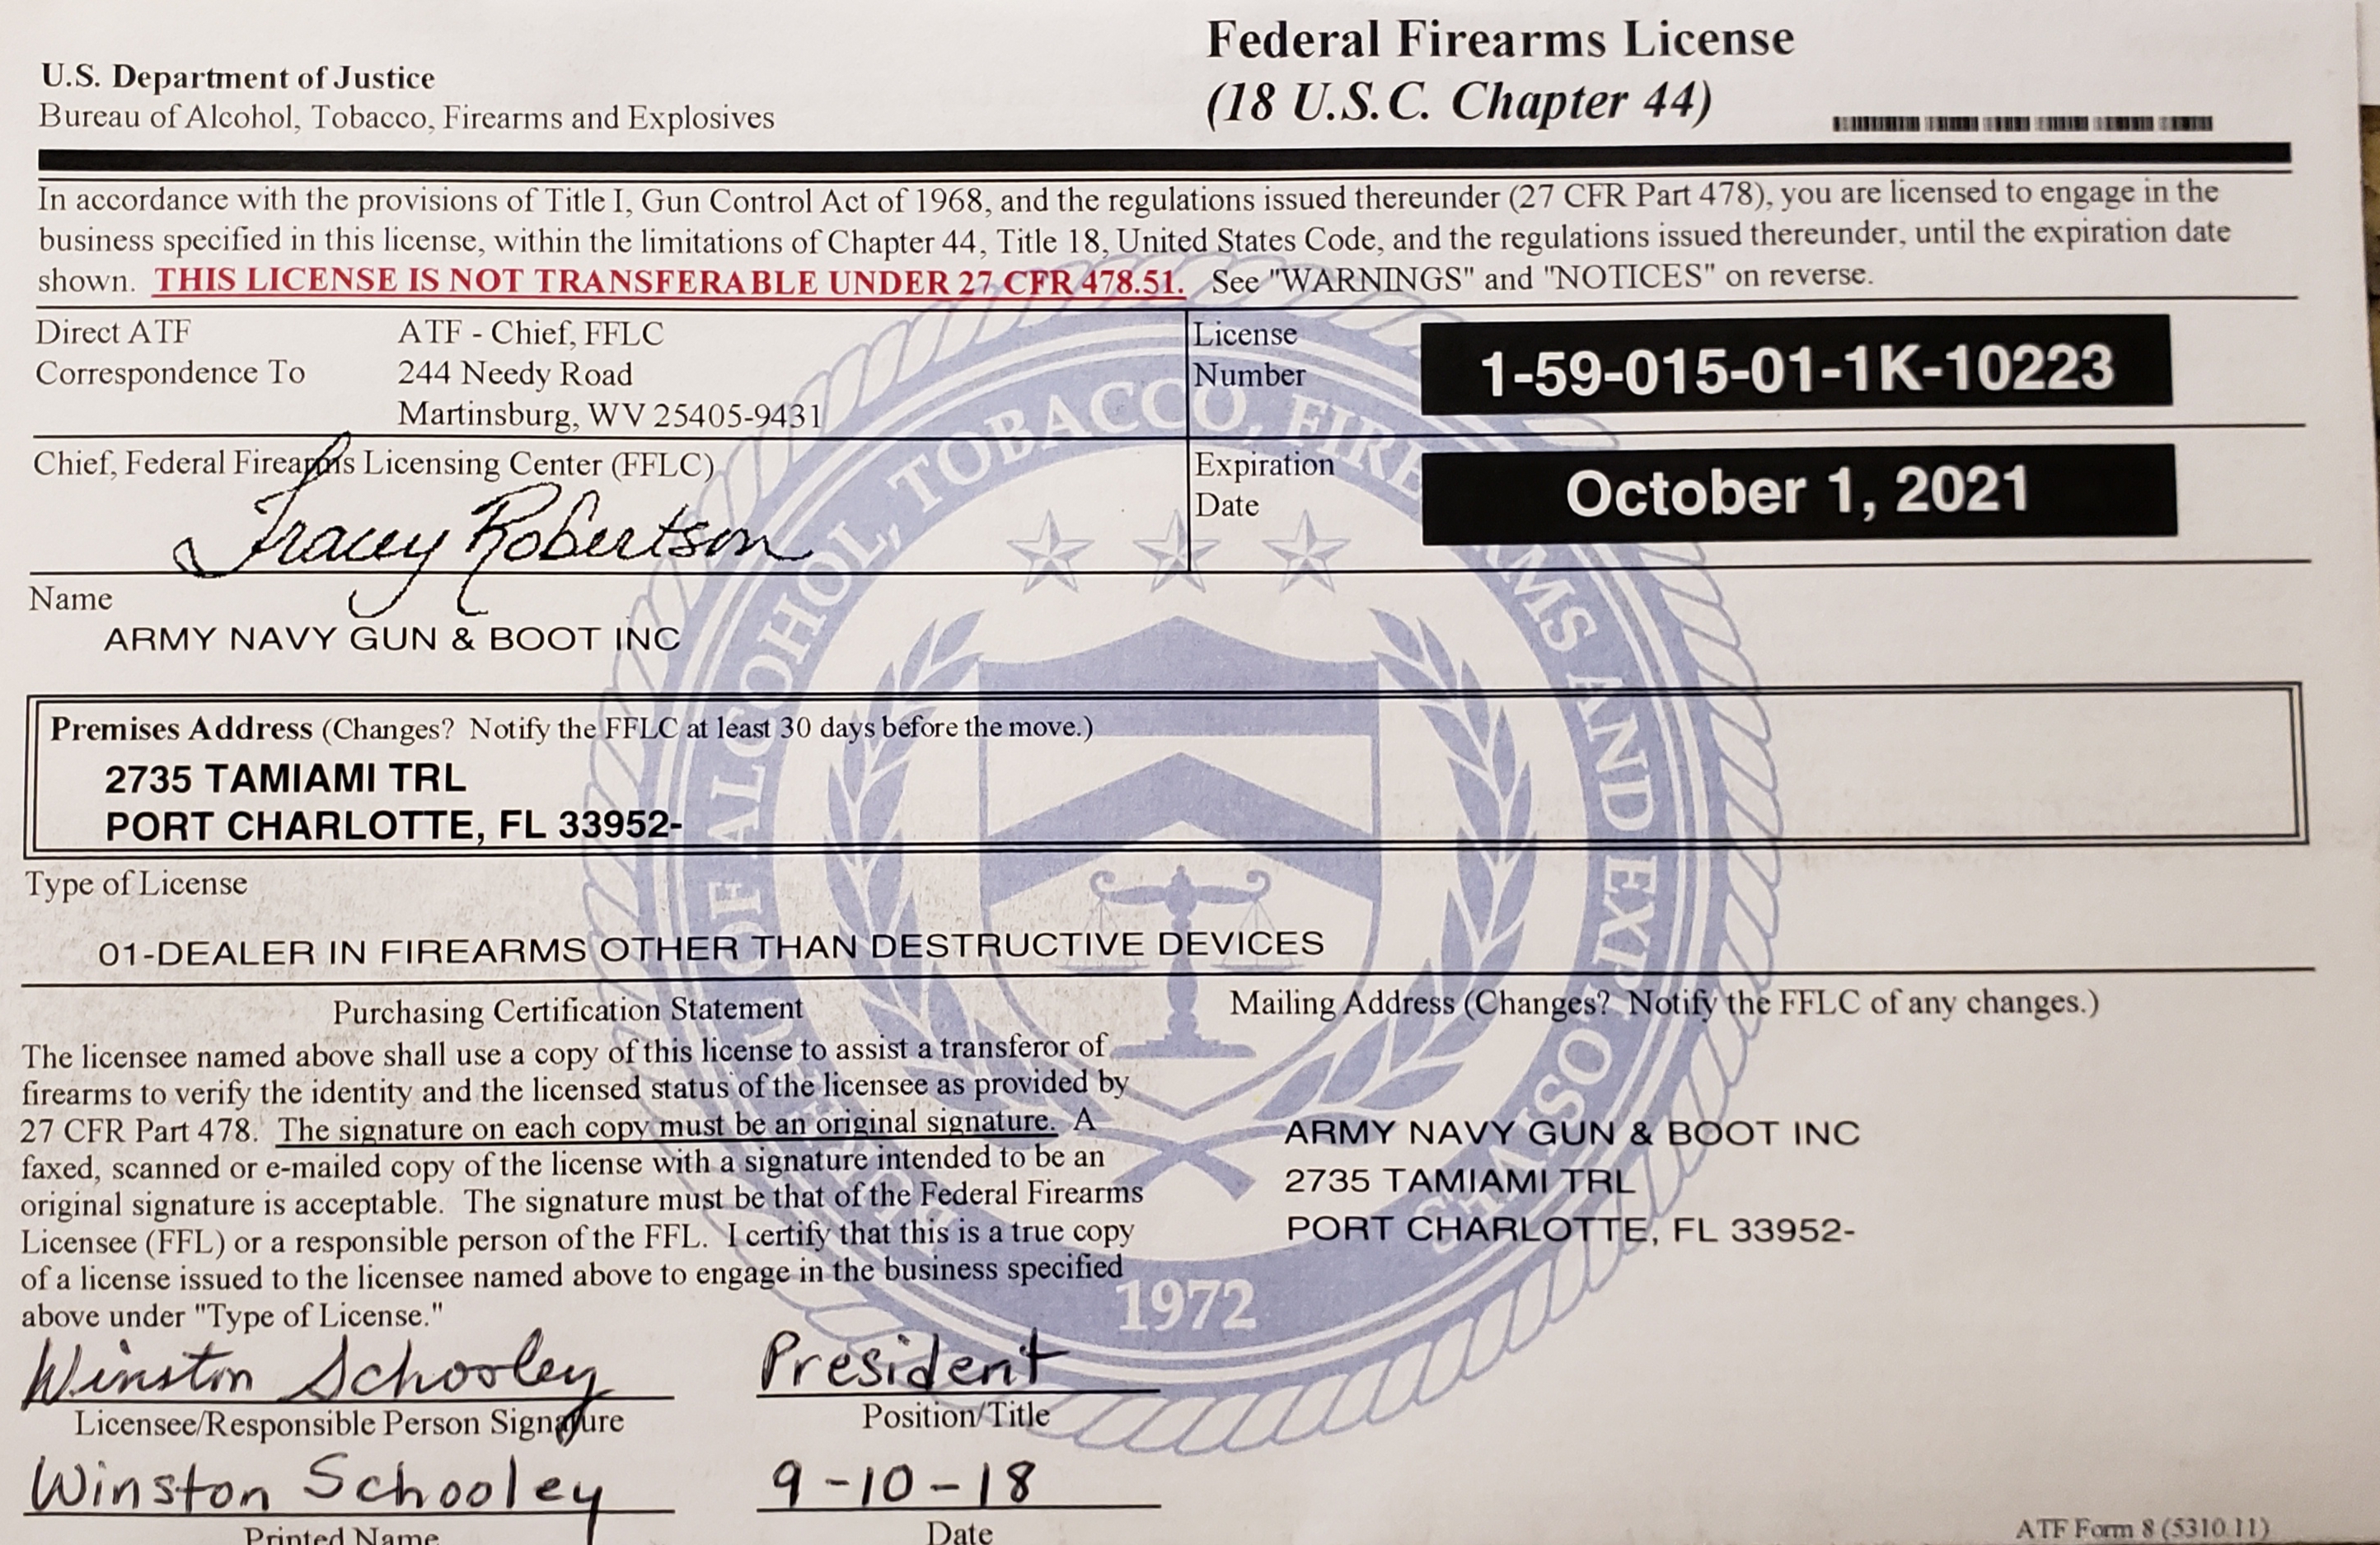 U.S. Department of Justice
Bureau of Alcohol, Tobacco, Firearms and Explosives
Federal Firearms License
(18 U.S.C. Chapter 44)
In accordance with the provisions of Title I, Gun Control Act of 1968, and the regulations issued thereunder (27 CFR Part 478), you are licensed to engage in the
business specified in this license, within the limitations of Chapter 44, Title 18, United States Code, and the regulations issued thereunder, until the expiration date
shown. THIS LICENSE IS NOT TRANSFERABLE UNDER 27 CFR 478.51. See "WARNINGS" and "NOTICES" on reverse.
Direct ATF
Correspondence To
ATF - Chief, FFLC
244 Needy Road
Martinsburg, WV 25405-9431
License
Number
1-59-015-01-1K-10223
Chief, Federal Firearms Licensing Center (FFLC)
Tracey Robertson
Expiration
Date
October 1, 2021
Name
ARMY NAVY GUN & BOOT INC
Premises Address (Changes? Notify the FFLC at least 30 days before the move.)
2735 TAMIAMI TRL
PORT CHARLOTTE, FL 33952-
Type of License
01-DEALER IN FIREARMS OTHER THAN DESTRUCTIVE DEVICES
Purchasing Certification Statement
The licensee named above shall use a copy of this license to assist a transferor of
firearms to verify the identity and the licensed status of the licensee as provided by
27 CFR Part 478. The signature on each copy must be an original signature. A
faxed, scanned or e-mailed copy of the license with a signature intended to be an
original signature is acceptable. The signature must be that of the Federal Firearms
Licensee (FFL) or a responsible person of the FFL. I certify that this is a true copy
of a license issued to the licensee named above to engage in the business specified
above under "Type of License."
Mailing Address (Changes? Notify the FFLC of any changes.)
ARMY NAVY GUN & BOOT INC
2735 TAMIAMI TRL
PORT CHARLOTTE, FL 33952-
Winston Schooley
Licensee/Responsible Person Signature
President
Position/Title
Winston Schooley
Printed Name
9-10-18
Date
ATF Form 8 (5310.11)
OF ALCOHOL, TOBACCO, FIREARMS AND EXPLOSIVES
1972